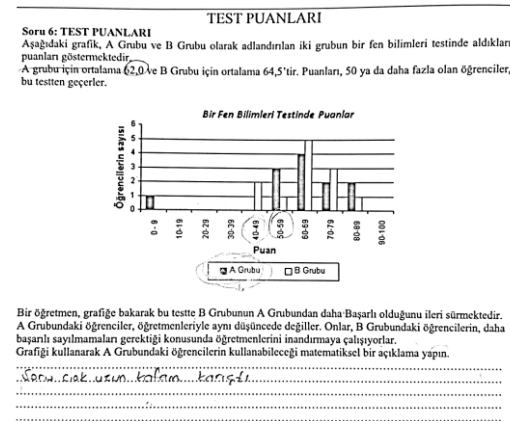 TEST PUANLARI
Soru 6: TEST PUANLARI
Aşağıdaki grafik, A Grubu ve B Grubu olarak adlandırılan iki grubun bir fen bilimleri testinde aldıkları
puanları göstermektedir.
A grubu için ortalama 62,0 ve B Grubu için ortalama 64,5'tir. Puanları, 50 ya da daha fazla olan öğrenciler,
bu testten geçerler.
Bir Fen Bilimleri Testinde Puanlar
Öğrencilerin sayısı
6
5
4
3
2
1
0
0 - 9 10-19 20-29 30-39 40-49 50-59 60-69 70-79 80-89 90-100
Puan
A Grubu B Grubu
Bir öğretmen, grafiğe bakarak bu testte B Grubunun A Grubundan daha Başarlı olduğunu ileri sürmektedir.
A Grubundaki öğrenciler, öğretmenleriyle aynı düşüncede değiller. Onlar, B Grubundaki öğrencilerin, daha
başarılı sayılmamaları gerektiği konusunda öğretmenlerini inandırmaya çalışıyorlar.
Grafiği kullanarak A Grubundaki öğrencilerin kullanabileceği matematiksel bir açıklama yapın.
Soru çok uzun kafam karıştı